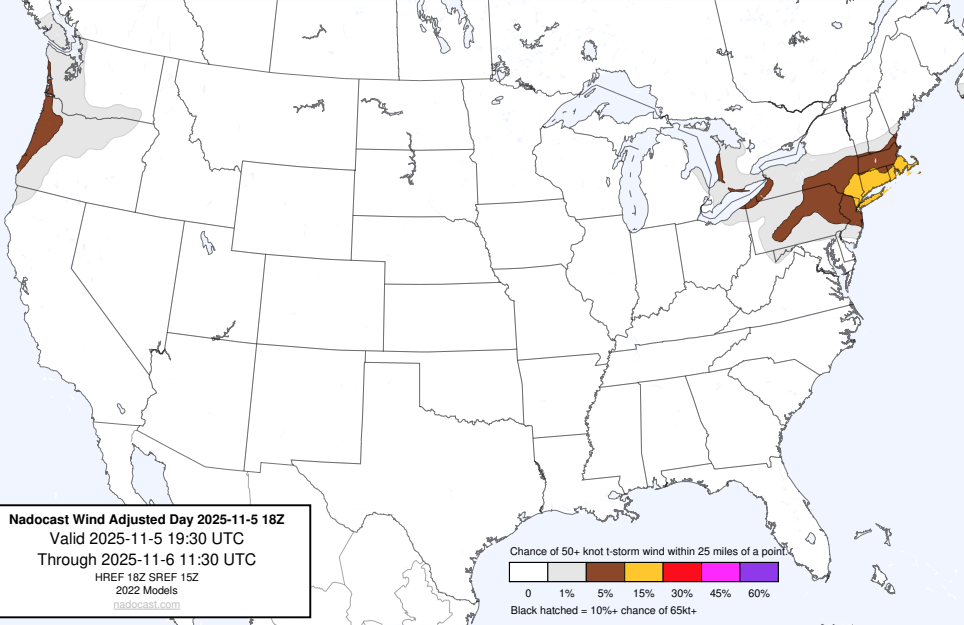 Nadocast Wind Adjusted Day 2025-11-5 18Z
Valid 2025-11-5 19:30 UTC
Through 2025-11-6 11:30 UTC
HREF 18Z SREF 15Z
2022 Models
nadocast.com
Chance of 50+ knot t-storm wind within 25 miles of a point.
0 1% 5% 15% 30% 45% 60%
Black hatched = 10%+ chance of 65kt+